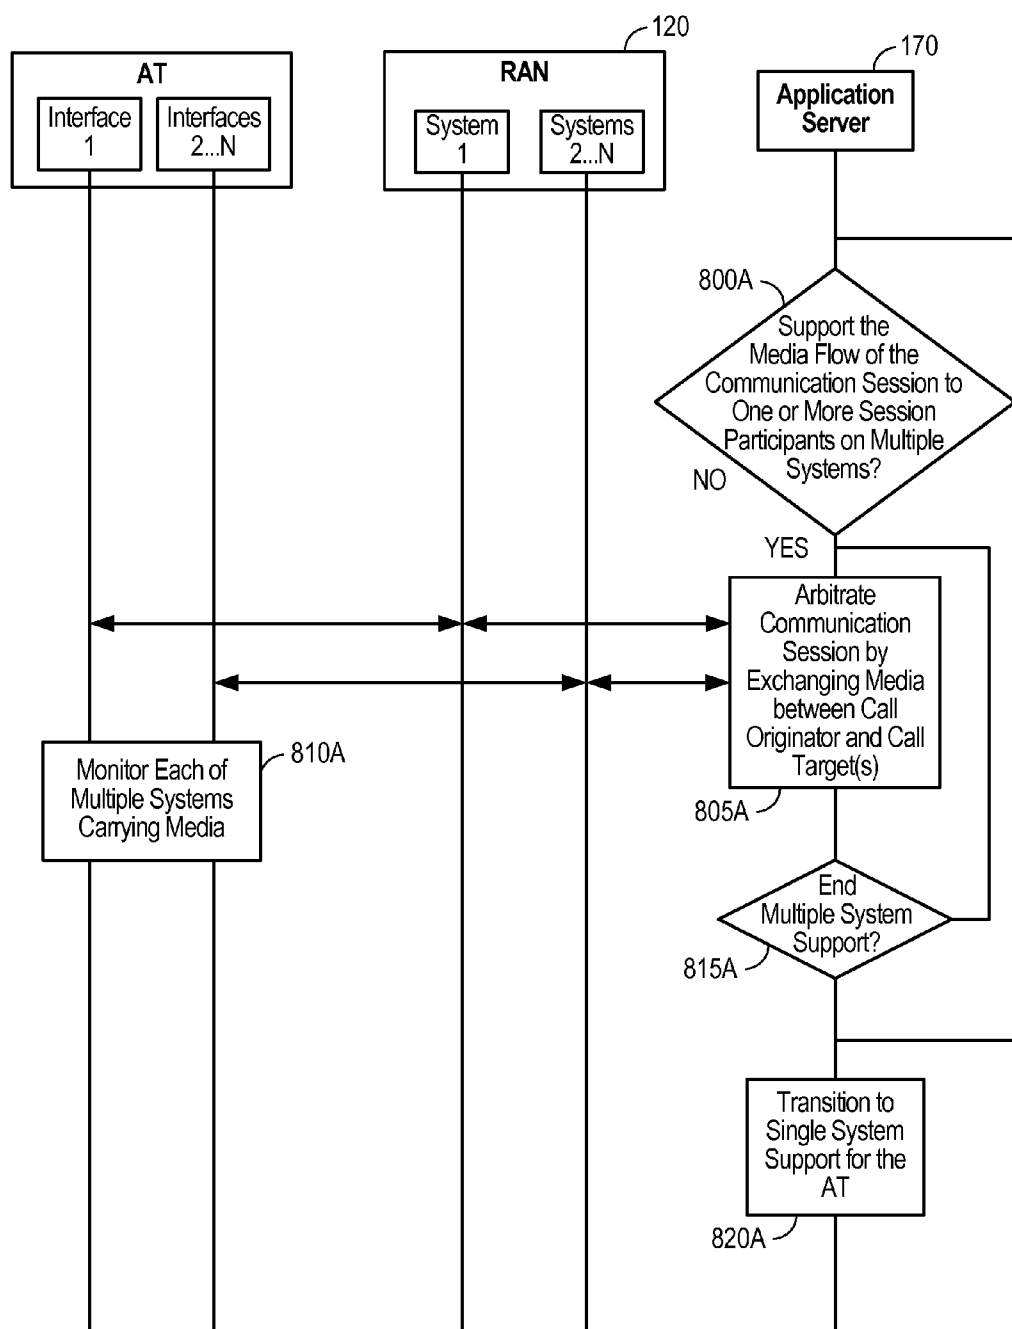 120
170
AT
Interface
1
Interfaces
2...N
RAN
System
1
Systems
2...N
Application
Server
800A
Support the
Media Flow of the
Communication Session to
One or More Session
Participants on Multiple
Systems?
NO
YES
Arbitrate
Communication
Session by
Exchanging Media
between Call
Originator and Call
Target(s)
805A
810A
Monitor Each of
Multiple Systems
Carrying Media
End
Multiple System
Support?
815A
Transition to
Single System
Support for the
AT
820A